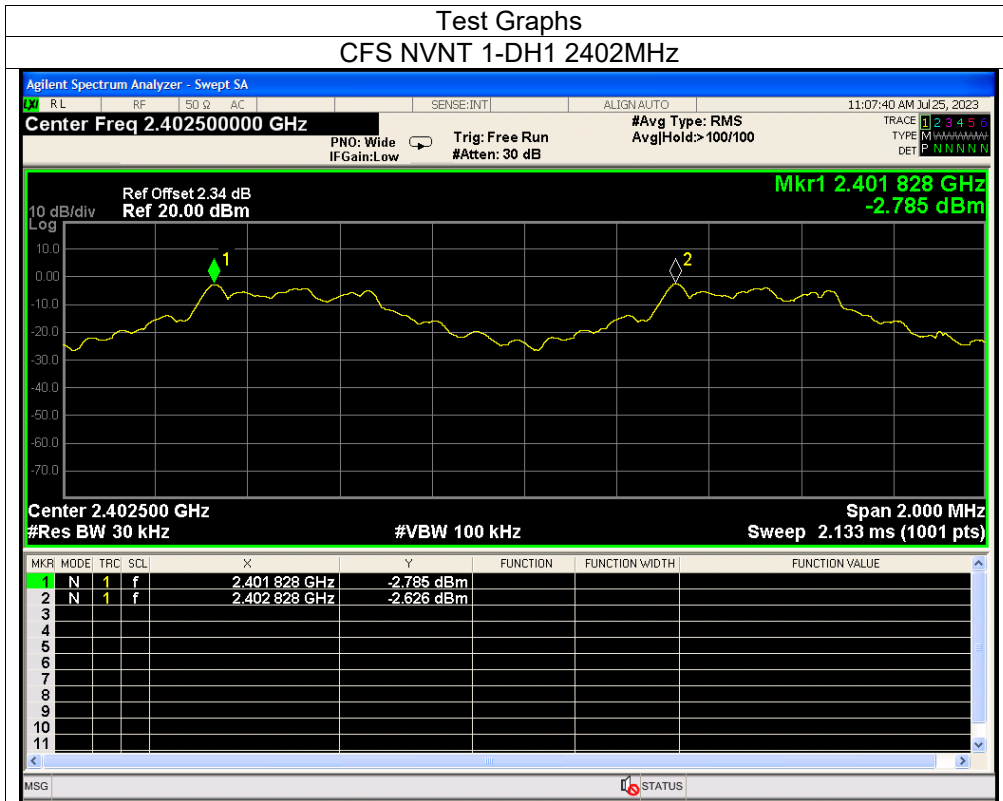 Test Graphs
CFS NVNT 1-DH1 2402MHz
Agilent Spectrum Analyzer - Swept SA
LXI RL RF 50 Ω AC SENSE:INT ALIGN AUTO 11:07:40 AM Jul 25, 2023
Center Freq 2.402500000 GHz #Avg Type: RMS TRACE 1 2 3 4 5 6
PNO: Wide Trig: Free Run Avg|Hold:>100/100 TYPE M WWWWW
IFGain:Low #Atten: 30 dB DET P N N N N N
Mkr1 2.401 828 GHz
Ref Offset 2.34 dB
10 dB/div Ref 20.00 dBm -2.785 dBm
Log
10.0
1
2
0.00
-10.0
-20.0
-30.0
-40.0
-50.0
-60.0
-70.0
Center 2.402500 GHz Span 2.000 MHz
#Res BW 30 kHz #VBW 100 kHz Sweep 2.133 ms (1001 pts)
MKR MODE TRC SCL X Y FUNCTION FUNCTION WIDTH FUNCTION VALUE
1 N 1 f 2.401 828 GHz -2.785 dBm
2 N 1 f 2.402 828 GHz -2.626 dBm
3
4
5
6
7
8
9
10
11
MSG STATUS